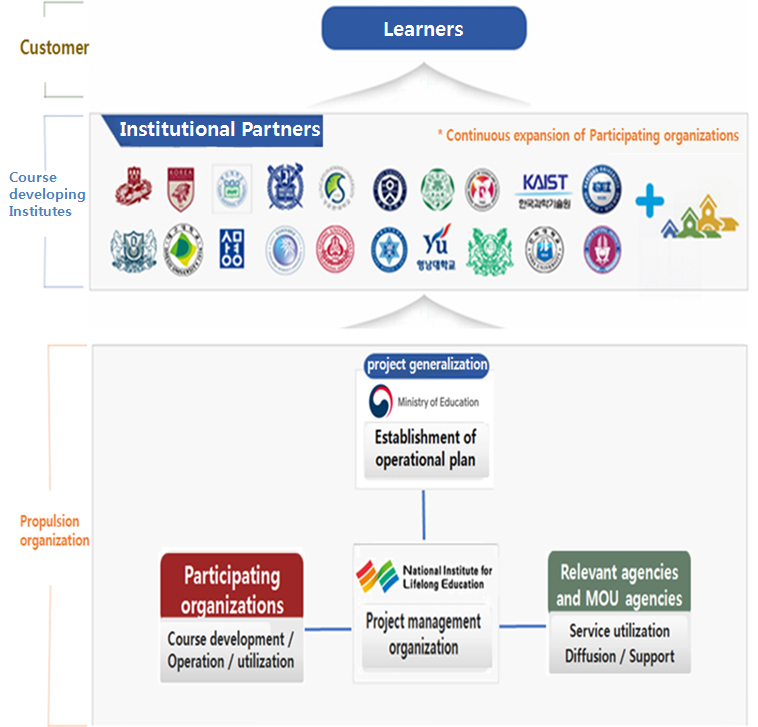 Learners
Customer
Institutional Partners
* Continuous expansion of Participating organizations
Course
developing
Institutes
KOREA
KAIST
한국과학기술원
yu
영남대학교
project generalization
Ministry of Education
Establishment of
operational plan
Propulsion
organization
Participating
organizations
Course development /
Operation / utilization
National Institute for
Lifelong Education
Project management
organization
Relevant agencies
and MOU agencies
Service utilization
Diffusion / Support